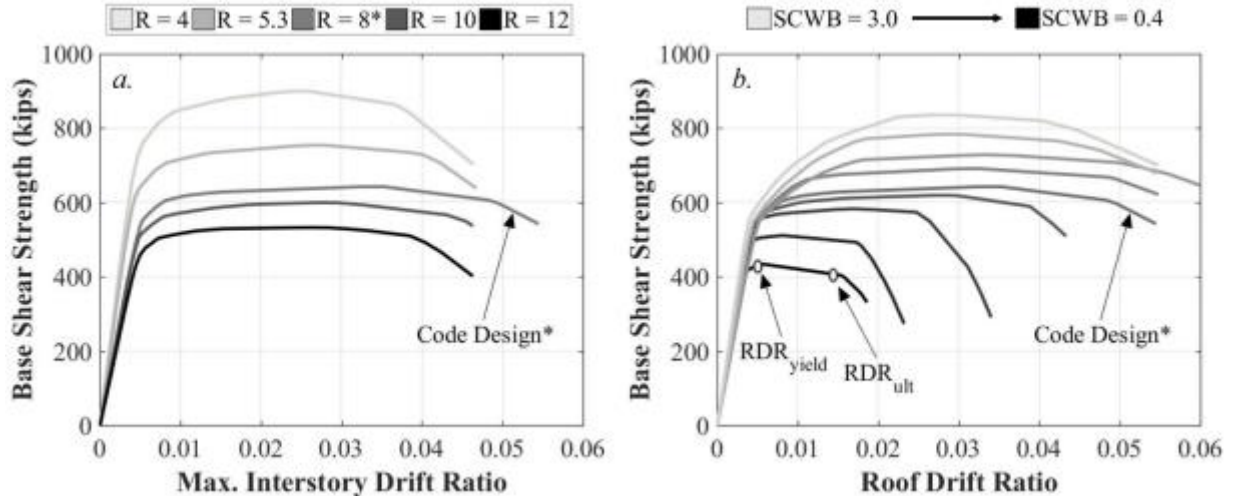 R = 4 R = 5.3 R = 8* R = 10 R = 12
a.
Base Shear Strength (kips)
1000
800
600
400
200
0
Code Design*
0 0.01 0.02 0.03 0.04 0.05 0.06
Max. Interstory Drift Ratio
SCWB = 3.0 SCWB = 0.4
b.
Base Shear Strength (kips)
1000
800
600
400
200
0
RDRyield
RDRult
Code Design*
0 0.01 0.02 0.03 0.04 0.05 0.06
Roof Drift Ratio